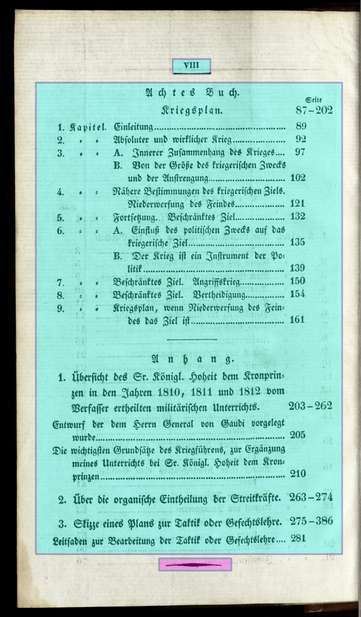 VIII
Achtes Buch.
Seite
Kriegsplan. 87-202
1. Kapitel. Einleitung 89
2. „ „ Absoluter und wirklicher Krieg 92
3. „ „ A. Innerer Zusammenhang des Krieges 97
B. Von der Größe des kriegerischen Zwecks
und der Anstrengung 102
4. „ „ Nähere Bestimmungen des kriegerischen Ziels.
Niederwerfung des Feindes 121
5. „ „ Fortsetzung. Beschränktes Ziel 132
6. „ „ A. Einfluß des politischen Zwecks auf das
kriegerische Ziel 135
B. Der Krieg ist ein Instrument der Po-
litik 139
7. „ „ Beschränktes Ziel. Angriffskrieg 150
8. „ „ Beschränktes Ziel. Vertheidigung 154
9. „ „ Kriegsplan, wenn Niederwerfung des Fein-
des das Ziel ist 161
Anhang.
1. Übersicht des Sr. Königl. Hoheit dem Kronprin-
zen in den Jahren 1810, 1811 und 1812 vom
Verfasser ertheilten militärischen Unterrichts. 203-262
Entwurf der dem Herrn General von Gaudi vorgelegt
wurde 205
Die wichtigsten Grundsätze des Kriegführens, zur Ergänzung
meines Unterrichts bei Sr. Königl. Hoheit dem Kron-
prinzen 210
2. Über die organische Eintheilung der Streitkräfte. 263-274
3. Skizze eines Plans zur Taktik oder Gefechtslehre. 275-386
Leitfaden zur Bearbeitung der Taktik oder Gefechtslehre 281